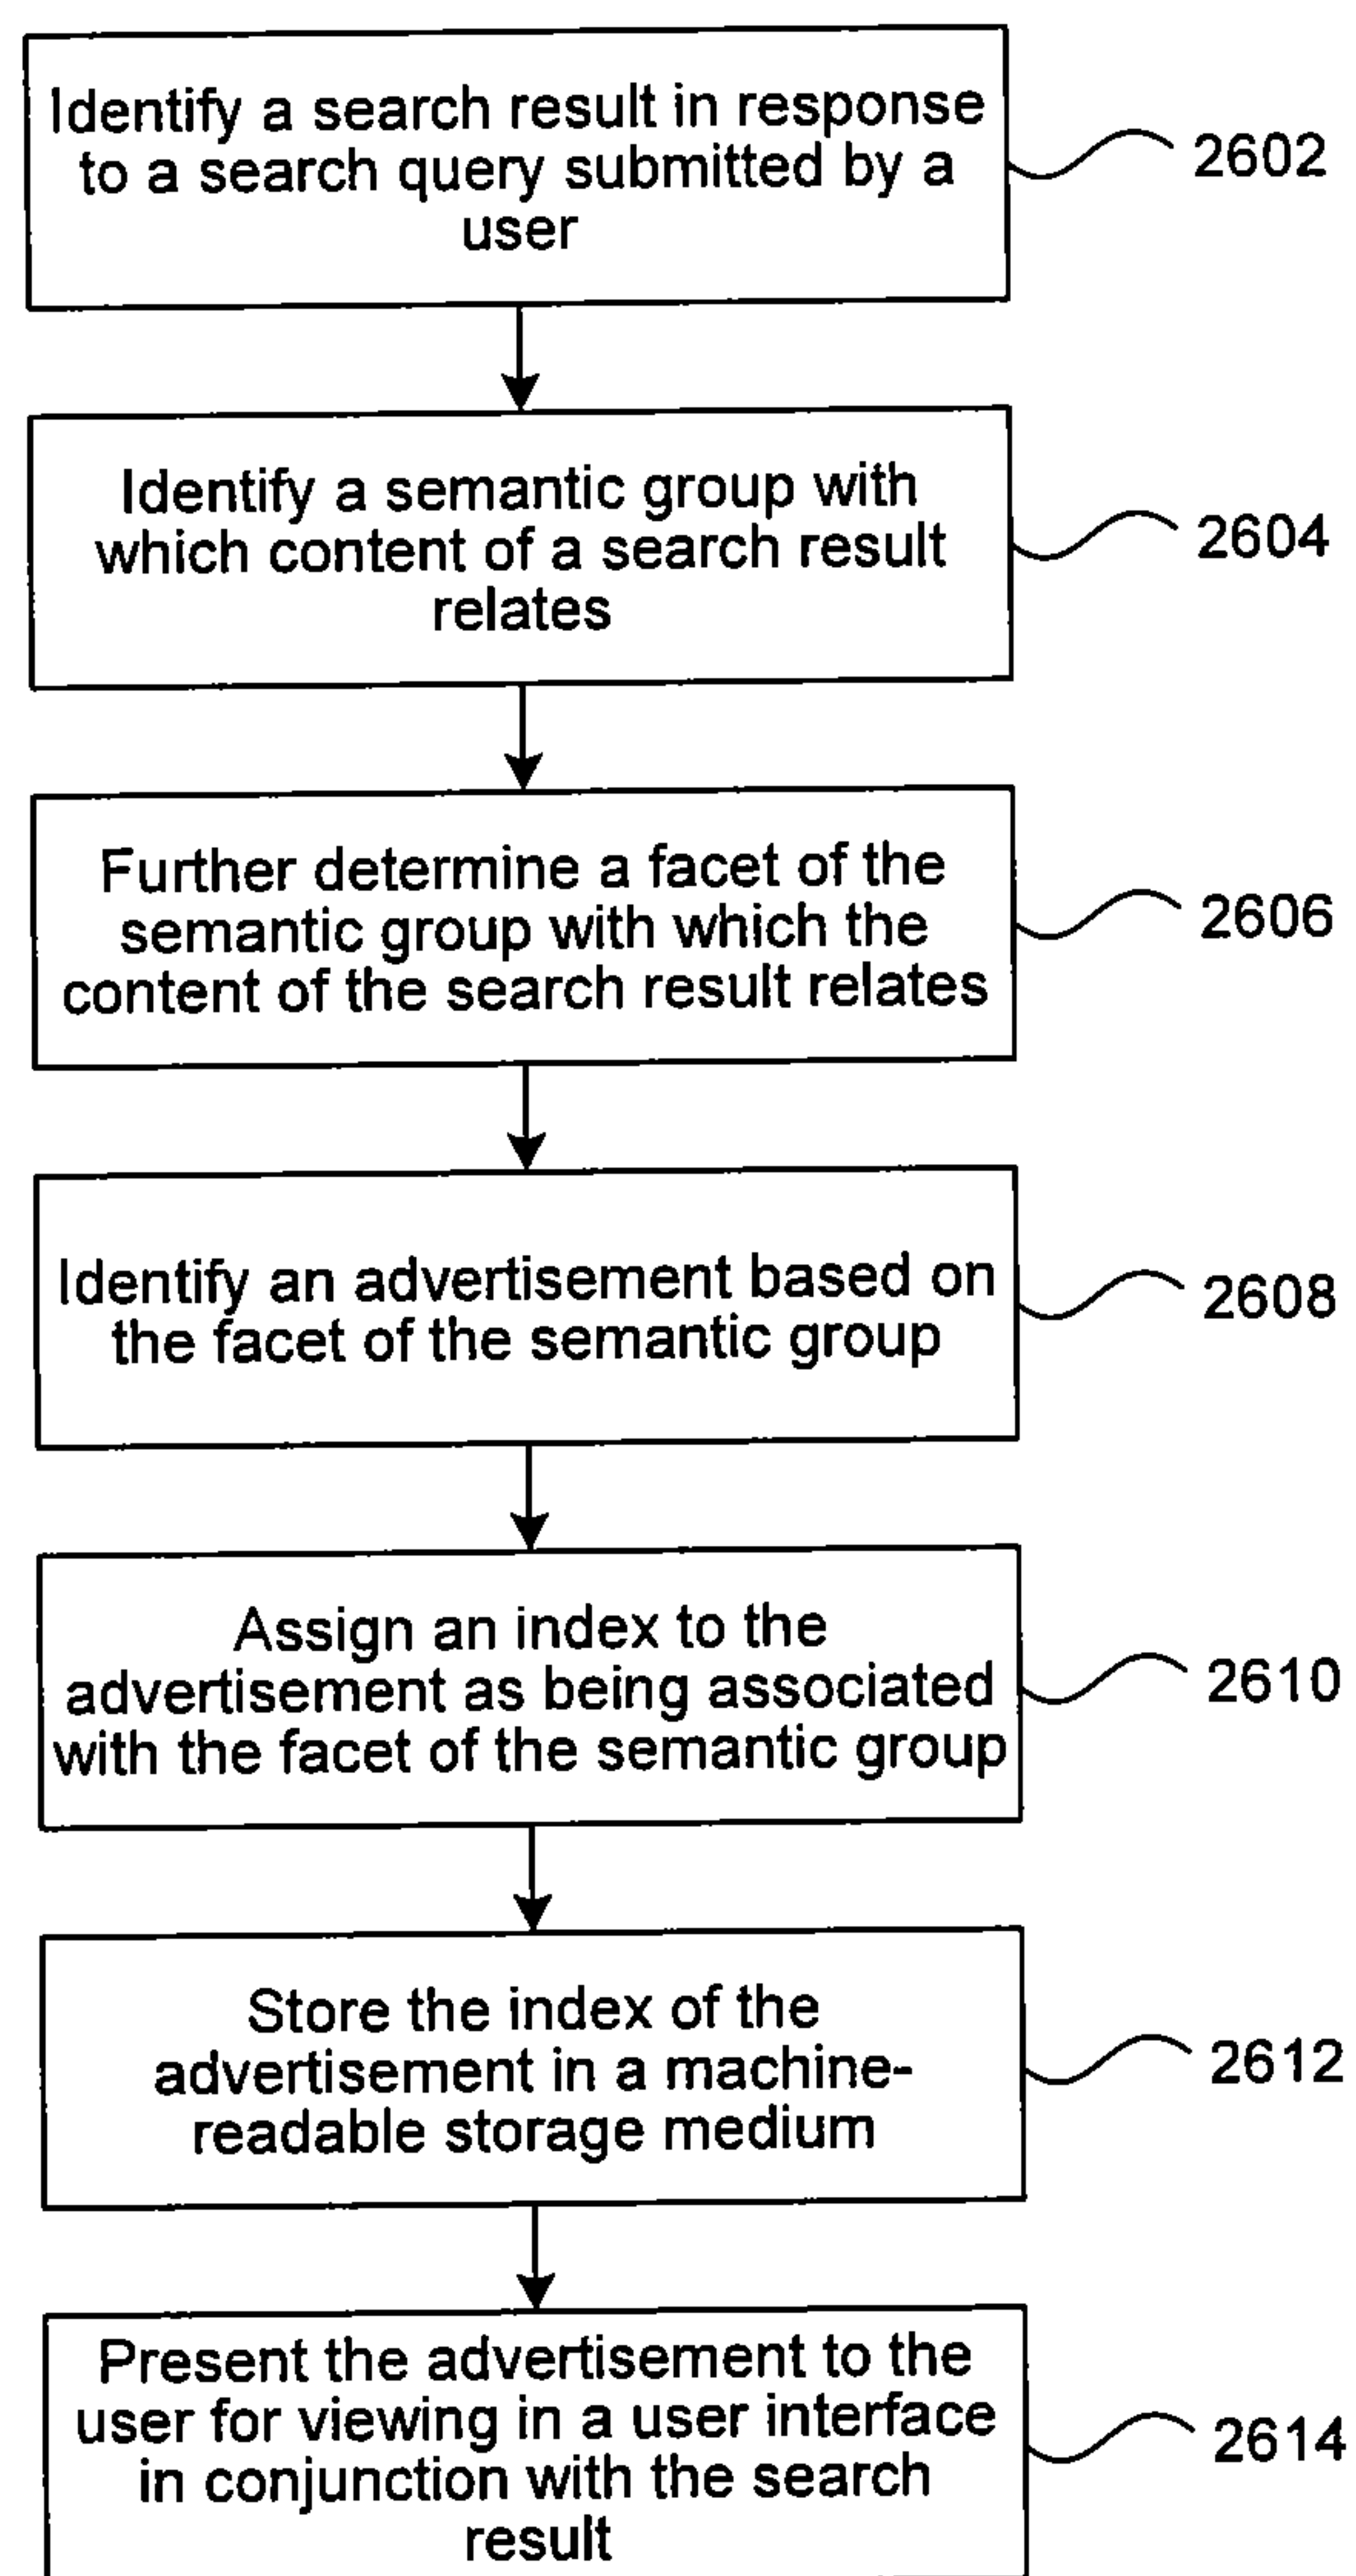 Identify a search result in response
to a search query submitted by a
user
2602
Identify a semantic group with
which content of a search result
relates
2604
Further determine a facet of the
semantic group with which the
content of the search result relates
2606
Identify an advertisement based on
the facet of the semantic group
2608
Assign an index to the
advertisement as being associated
with the facet of the semantic group
2610
Store the index of the
advertisement in a machine-
readable storage medium
2612
Present the advertisement to the
user for viewing in a user interface
in conjunction with the search
result
2614